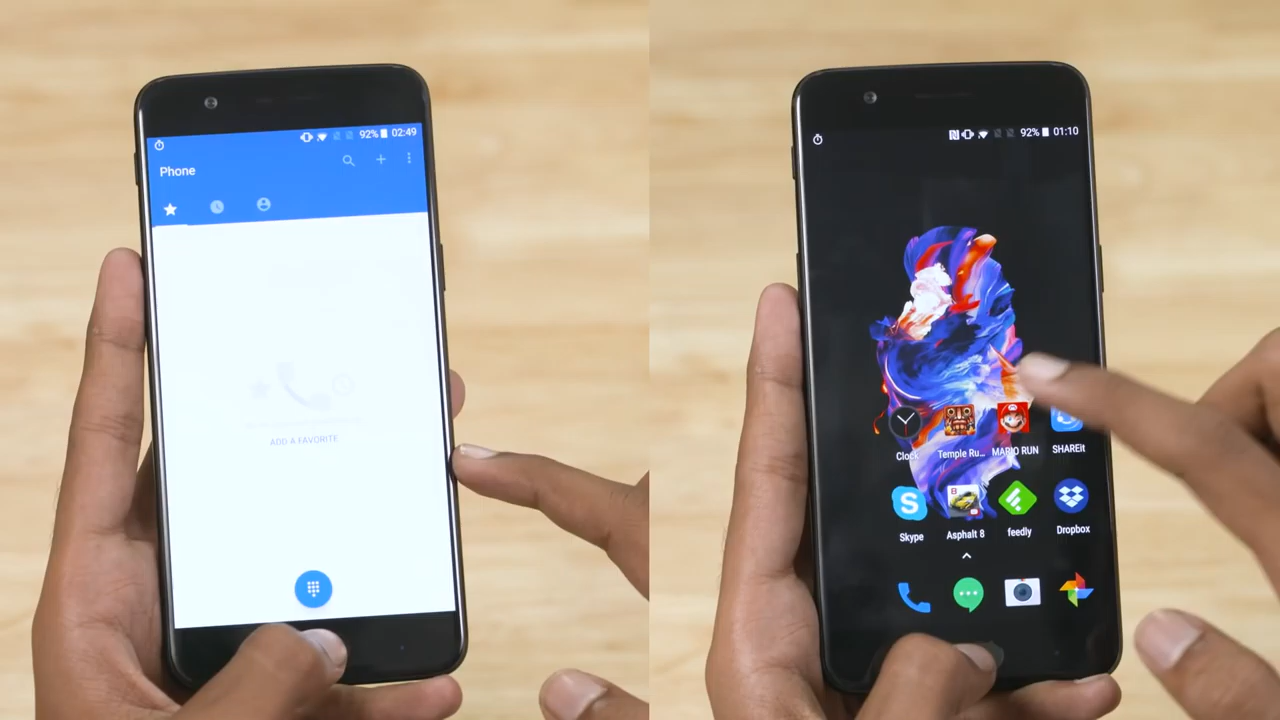 92% 02:49
Phone
ADD A FAVORITE
92% 01:10
Clock Temple Ru... MARIO RUN SHAREit
Skype Asphalt 8 feedly Dropbox